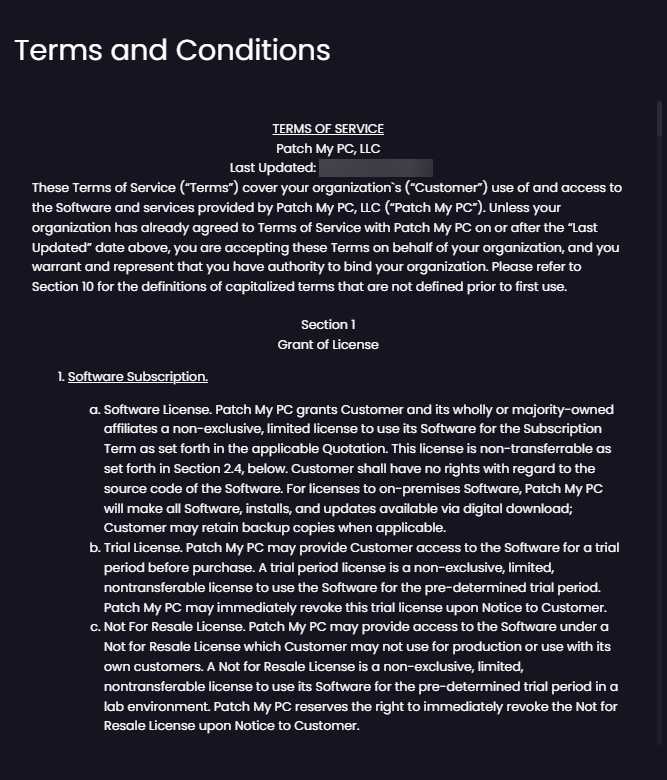 Terms and Conditions
TERMS OF SERVICE
Patch My PC, LLC
Last Updated:
These Terms of Service (“Terms”) cover your organization`s (“Customer”) use of and access to
the Software and services provided by Patch My PC, LLC (“Patch My PC”). Unless your
organization has already agreed to Terms of Service with Patch My PC on or after the “Last
Updated” date above, you are accepting these Terms on behalf of your organization, and you
warrant and represent that you have authority to bind your organization. Please refer to
Section 10 for the definitions of capitalized terms that are not defined prior to first use.
Section 1
Grant of License
1. Software Subscription.
a. Software License. Patch My PC grants Customer and its wholly or majority-owned
affiliates a non-exclusive, limited license to use its Software for the Subscription
Term as set forth in the applicable Quotation. This license is non-transferrable as
set forth in Section 2.4, below. Customer shall have no rights with regard to the
source code of the Software. For licenses to on-premises Software, Patch My PC
will make all Software, installs, and updates available via digital download;
Customer may retain backup copies when applicable.
b. Trial License. Patch My PC may provide Customer access to the Software for a trial
period before purchase. A trial period license is a non-exclusive, limited,
nontransferable license to use the Software for the pre-determined trial period.
Patch My PC may immediately revoke this trial license upon Notice to Customer.
c. Not For Resale License. Patch My PC may provide access to the Software under a
Not for Resale License which Customer may not use for production or use with its
own customers. A Not for Resale License is a non-exclusive, limited,
nontransferable license to use its Software for the pre-determined trial period in a
lab environment. Patch My PC reserves the right to immediately revoke the Not for
Resale License upon Notice to Customer.